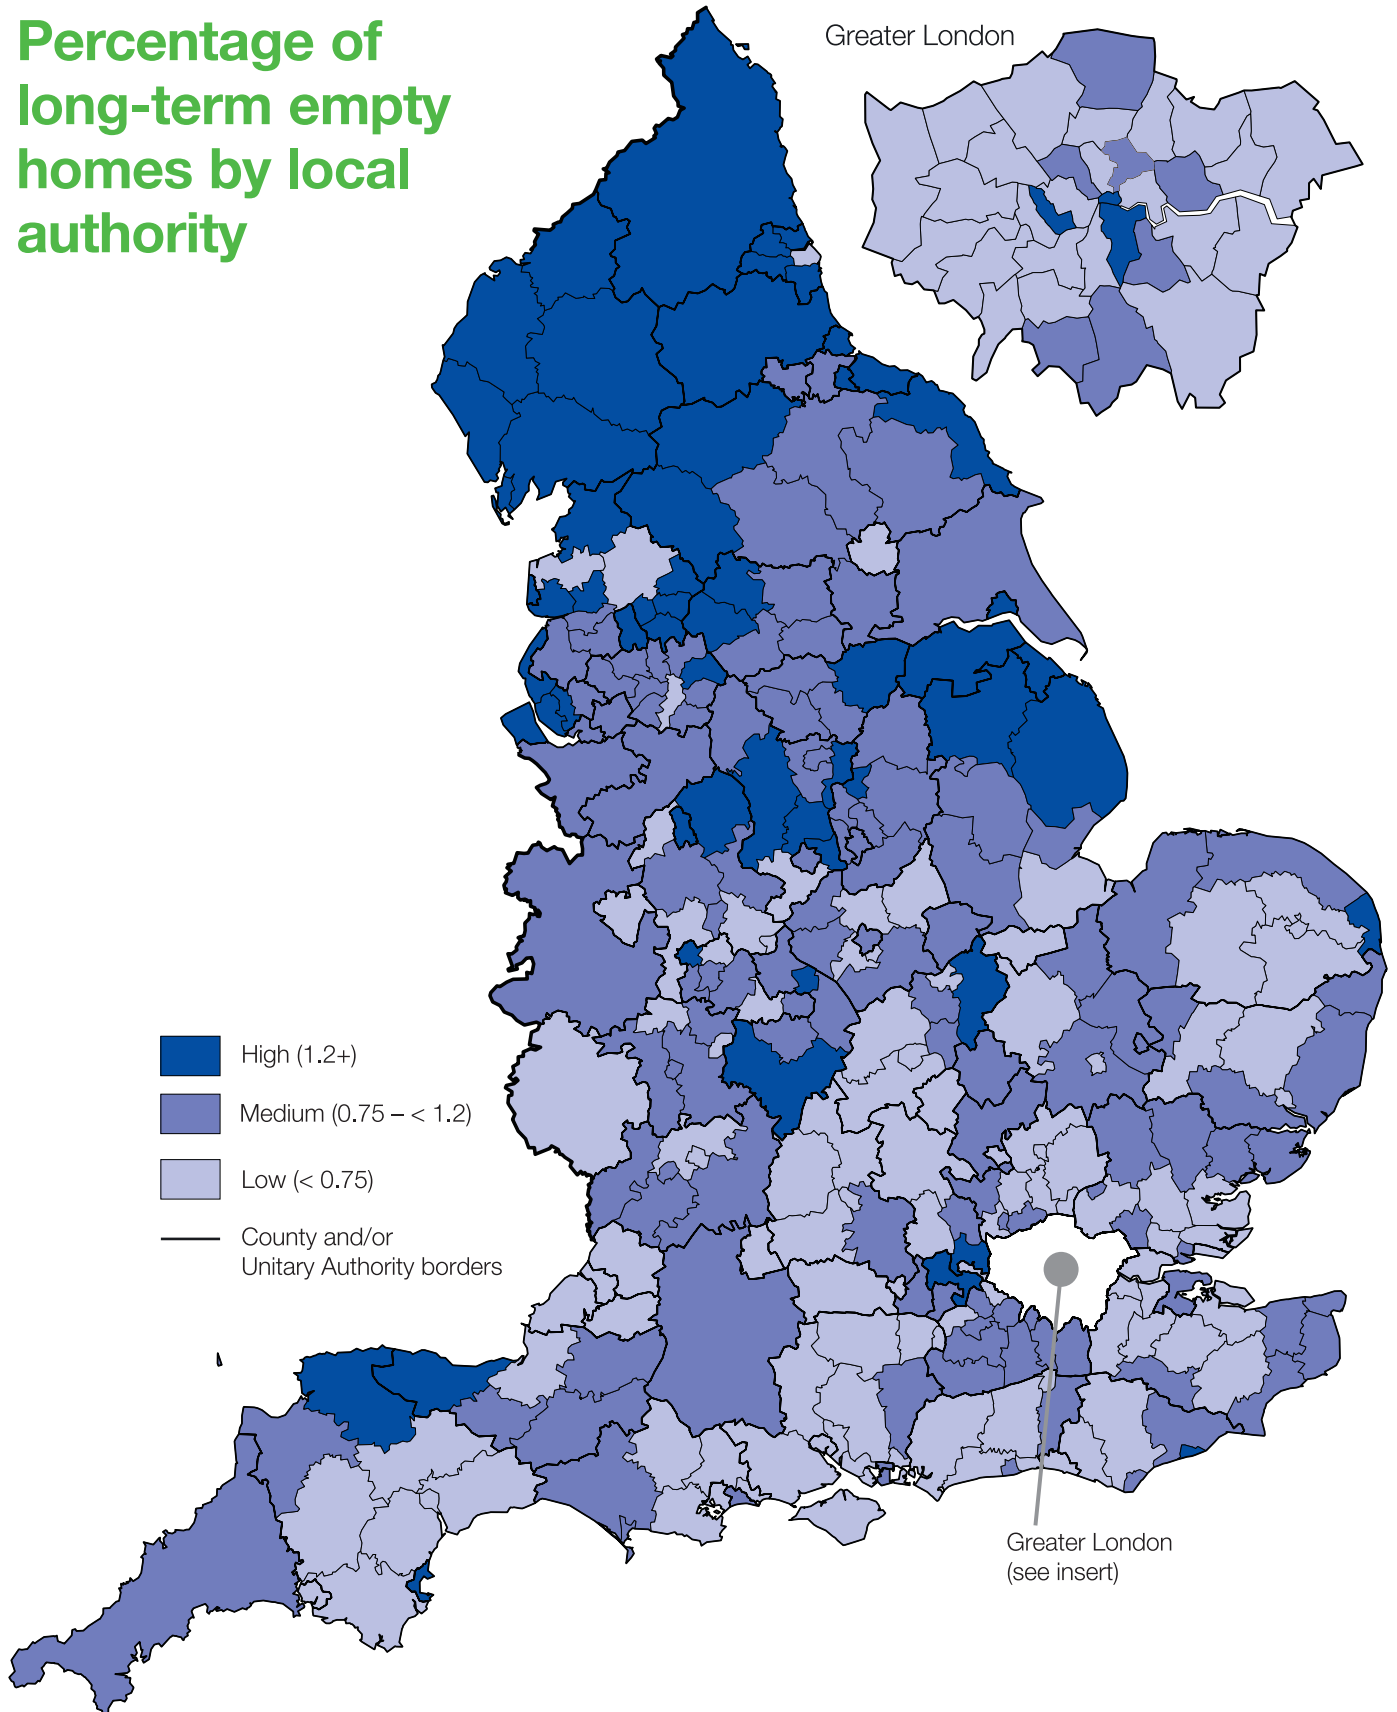 Percentage of
long-term empty
homes by local
authority
Greater London
High (1.2+)
Medium (0.75 – < 1.2)
Low (< 0.75)
County and/or
Unitary Authority borders
Greater London
(see insert)